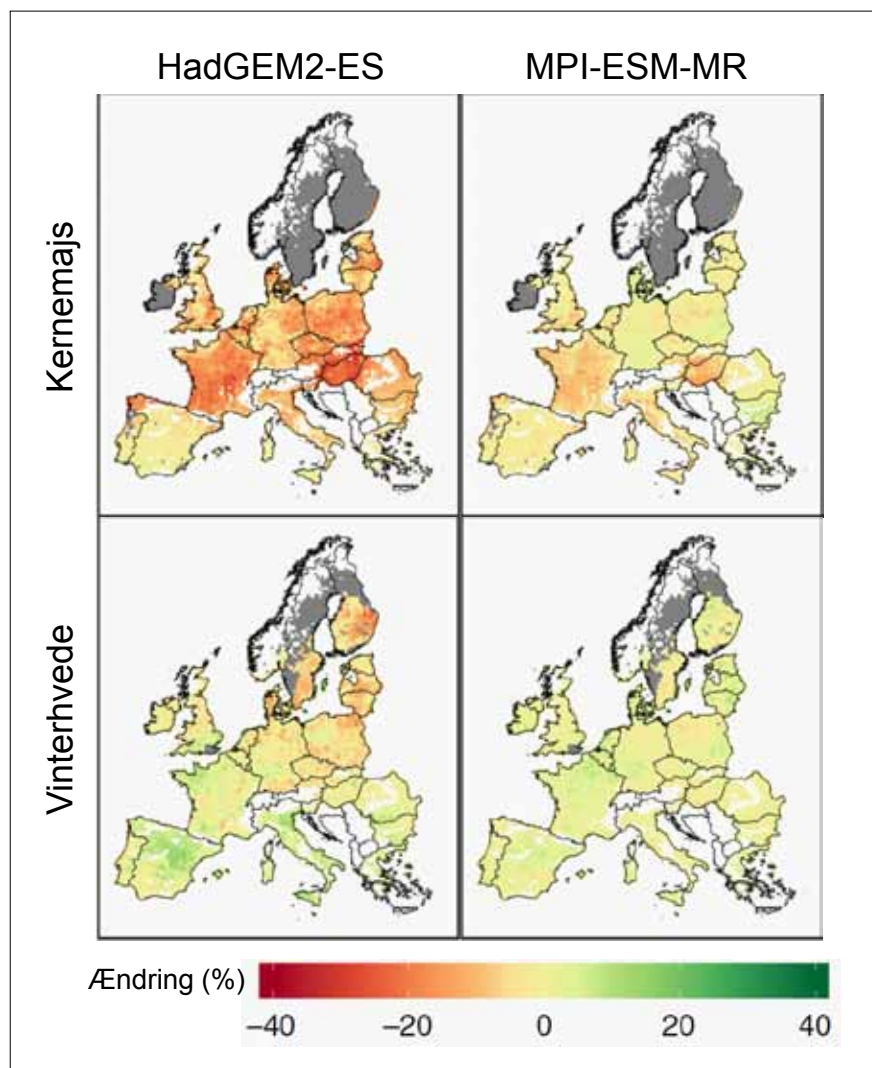 HadGEM2-ES MPI-ESM-MR
Kernemajs
Vinterhvede
Ændring (%)
−40 −20 0 20 40